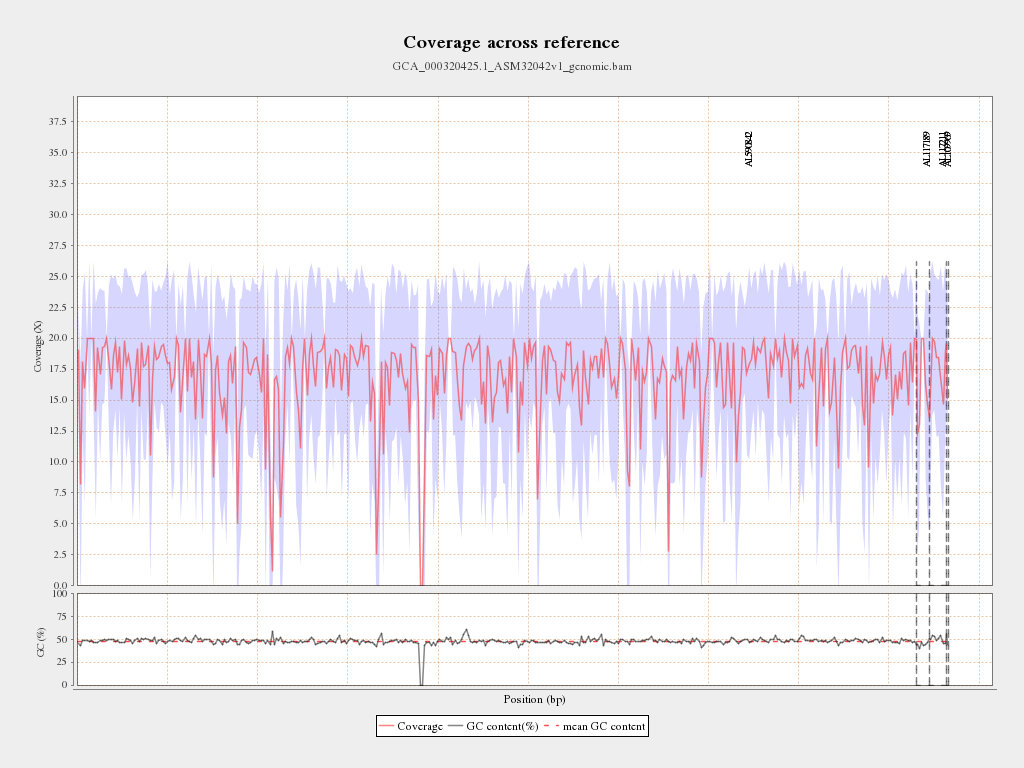 Coverage across reference
GCA_000320425.1_ASM32042v1_genomic.bam
37.5
35.0
32.5
30.0
27.5
25.0
22.5
20.0
17.5
15.0
12.5
10.0
7.5
5.0
2.5
0.0
Coverage (X)
AL590842
AL117189
AL117211
AL109969
100
75
50
25
0
GC (%)
Position (bp)
Coverage GC content(%) mean GC content